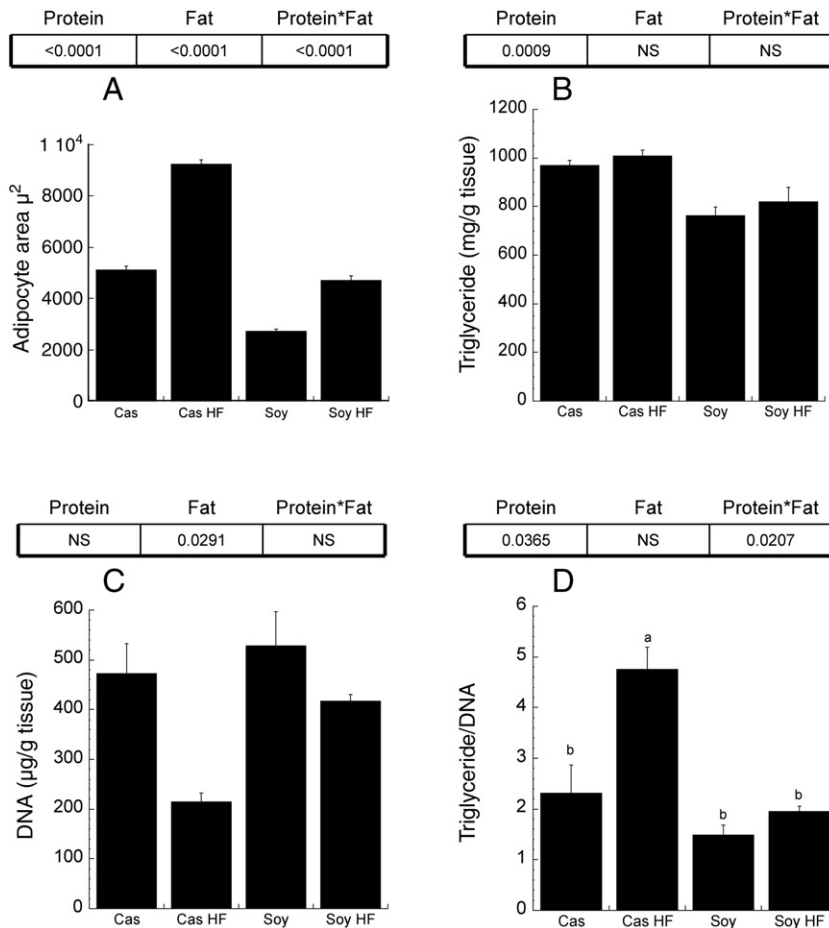 Protein Fat Protein*Fat
<0.0001 <0.0001 <0.0001
A
Adipocyte area µ²
1 10⁴
8000
6000
4000
2000
0
Cas Cas HF Soy Soy HF
Protein Fat Protein*Fat
0.0009 NS NS
B
Triglyceride (mg/g tissue)
1200
1000
800
600
400
200
0
Cas Cas HF Soy Soy HF
Protein Fat Protein*Fat
NS 0.0291 NS
C
DNA (µg/g tissue)
600
500
400
300
200
100
0
Cas Cas HF Soy Soy HF
Protein Fat Protein*Fat
0.0365 NS 0.0207
D
Triglyceride/DNA
6
5
4
3
2
1
0
b a b b
Cas Cas HF Soy Soy HF